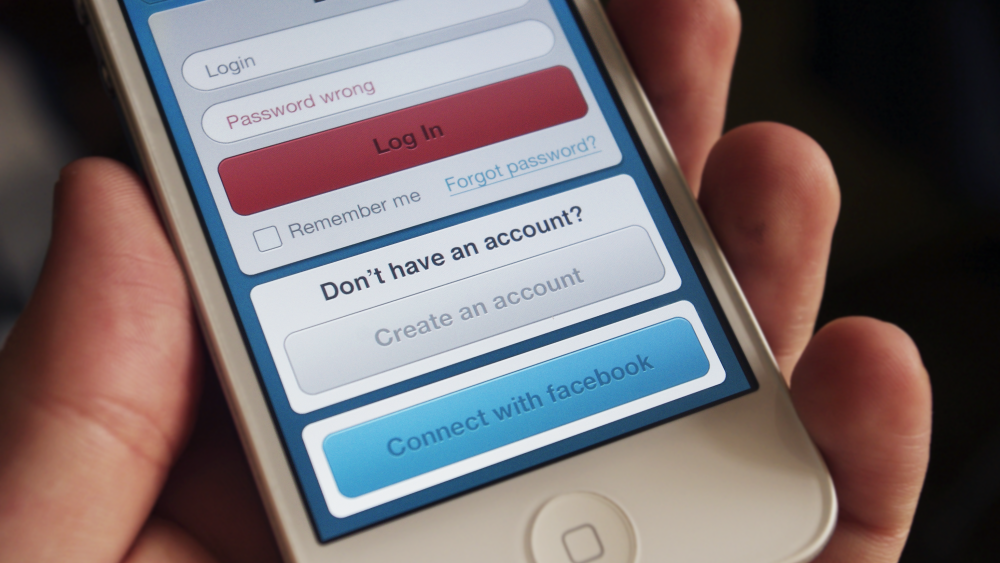 Login
Password wrong
Log In
Remember me Forgot password?
Don't have an account?
Create an account
Connect with facebook